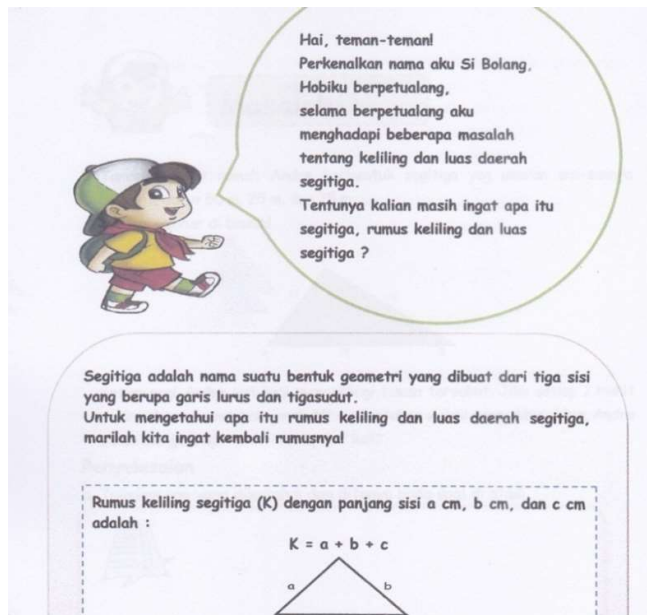 Hai, teman-teman!
Perkenalkan nama aku Si Bolang,
Hobiku berpetualang,
selama berpetualang aku
menghadapi beberapa masalah
tentang keliling dan luas daerah
segitiga.
Tentunya kalian masih ingat apa itu
segitiga, rumus keliling dan luas
segitiga ?
Segitiga adalah nama suatu bentuk geometri yang dibuat dari tiga sisi
yang berupa garis lurus dan tigasudut.
Untuk mengetahui apa itu rumus keliling dan luas daerah segitiga,
marilah kita ingat kembali rumusnya!
Rumus keliling segitiga (K) dengan panjang sisi a cm, b cm, dan c cm
adalah :
K = a + b + c
a b